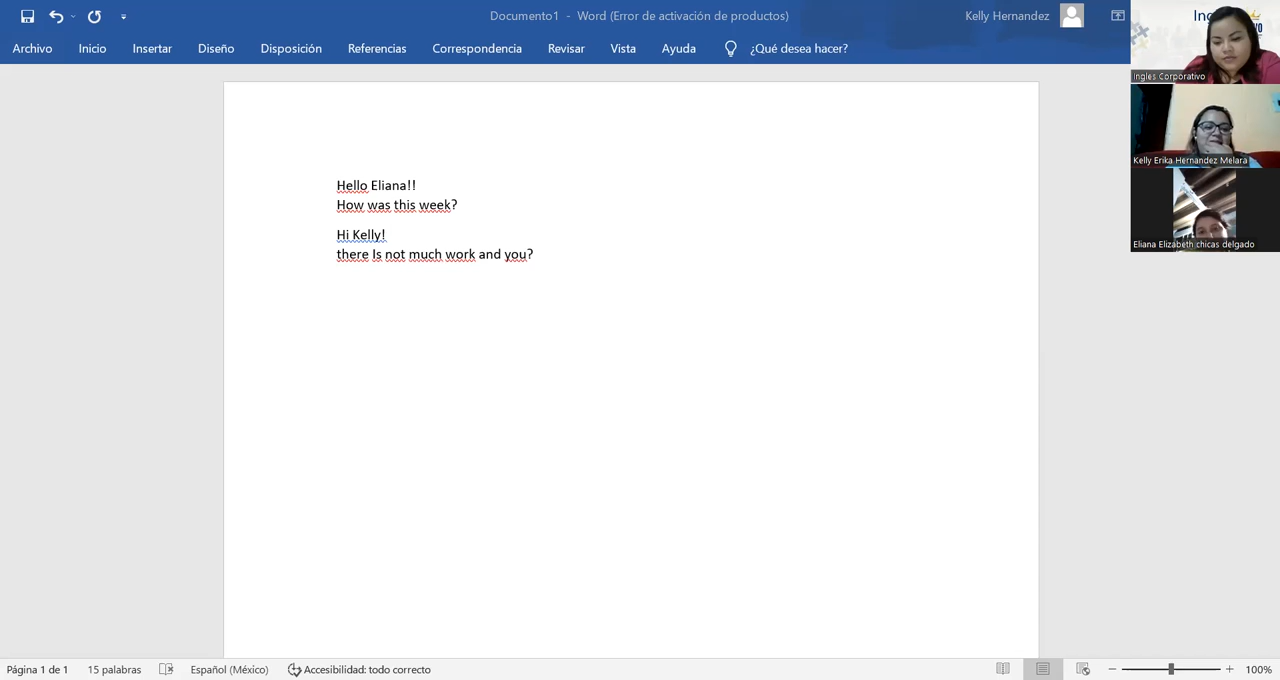 Documento1 - Word (Error de activación de productos)
Kelly Hernandez
Archivo
Inicio
Insertar
Diseño
Disposición
Referencias
Correspondencia
Revisar
Vista
Ayuda
¿Qué desea hacer?
Ingles Corporativo
Kelly Erika Hernandez Melara
Eliana Elizabeth chicas delgado
Hello Eliana!!
How was this week?
Hi Kelly!
there Is not much work and you?
Página 1 de 1
15 palabras
Español (México)
Accesibilidad: todo correcto
100%